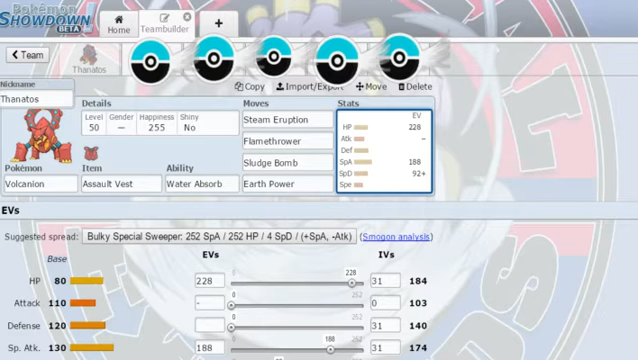 Pokémon
SHOWDOWN
BETA
Home
Teambuilder
+
< Team
Thanatos
Copy Import/Export Move Delete
Nickname
Thanatos
Details
Level Gender Happiness Shiny
50 — 255 No
Moves
Steam Eruption
Flamethrower
Sludge Bomb
Earth Power
Stats
EV
HP 228
Atk –
Def
SpA 188
SpD 92+
Spe
Pokémon Item Ability
Volcanion Assault Vest Water Absorb
EVs
Suggested spread: Bulky Special Sweeper: 252 SpA / 252 HP / 4 SpD / (+SpA, -Atk) (Smogon analysis)
Base EVs IVs
HP 80 228 0 228 252 31 184
Attack 110 - 0 252 0 103
Defense 120 0 31 140
Sp. Atk. 130 188 0 188 31 174